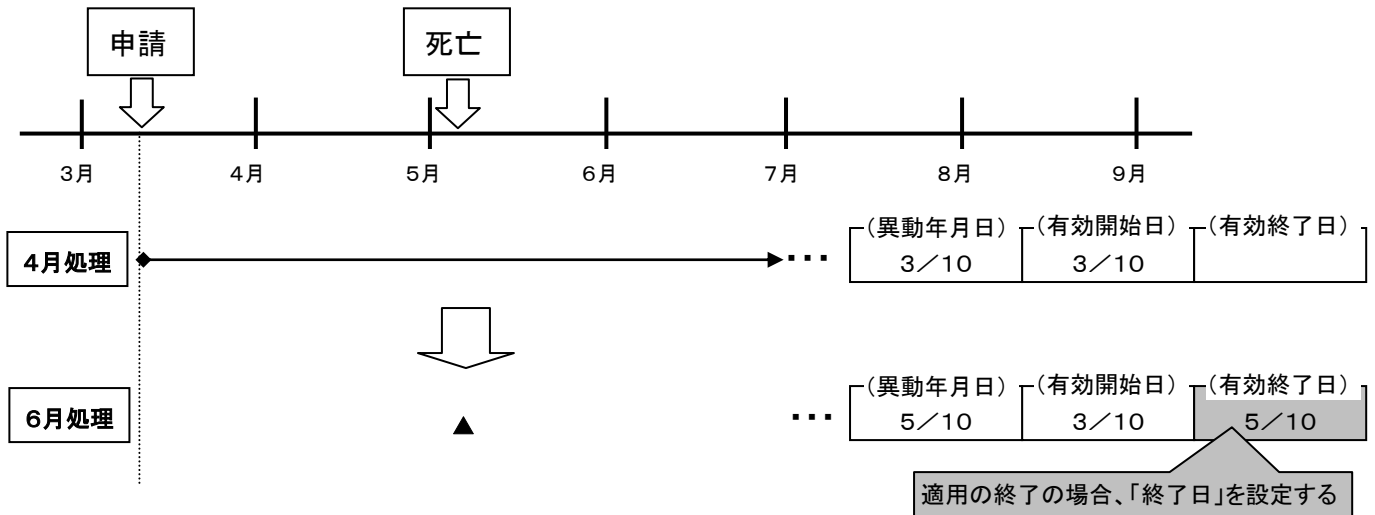 申請
死亡
3月
4月
5月
6月
7月
8月
9月
4月処理
・・・
(異動年月日)
(有効開始日)
(有効終了日)
3/10
3/10
6月処理
・・・
(異動年月日)
(有効開始日)
(有効終了日)
5/10
3/10
5/10
適用の終了の場合、「終了日」を設定する